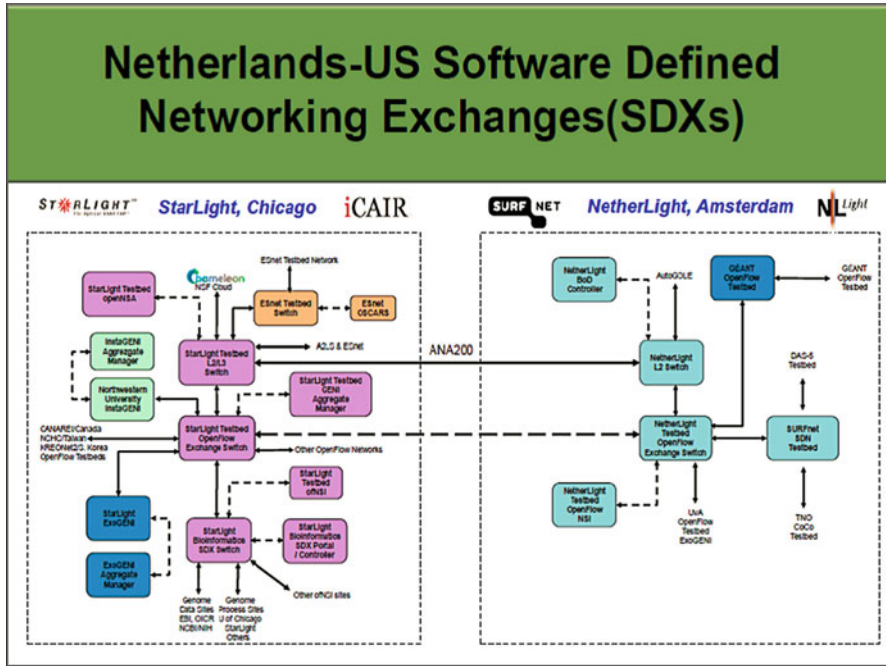 Netherlands-US Software Defined
Networking Exchanges(SDXs)
STARLIGHT™
StarLight, Chicago
iCAIR
SURF NET
NetherLight, Amsterdam
NLLight
ESnet Testbed Network
Chameleon
NSF Cloud
StarLight Testbed
openNSA
ESnet Testbed
Switch
ESnet
OSCARS
InstaGENI
Aggregate
Manager
StarLight Testbed
L2/L3
Switch
A2LS & ESnet
ANA200
Northwestern
University
InstaGENI
StarLight Testbed
GENI
Aggregate
Manager
CANARIE/Canada
NCHC/Taiwan
KREONet2/S. Korea
OpenFlow Testbeds
StarLight Testbed
OpenFlow
Exchange Switch
Other OpenFlow Networks
StarLight
Testbed
ofNSI
StarLight
ExoGENI
StarLight
Bioinformatics
SDX Switch
StarLight
Bioinformatics
SDX Portal
/ Controller
ExoGENI
Aggregate
Manager
Genome
Data Sites
EBI, OICR
NCBI/NIH
Genome
Process Sites
U of Chicago
StarLight
Others
Other ofNSI sites
NetherLight
BoD
Controller
AutoGOLE
GÉANT
OpenFlow
Testbed
GÉANT
OpenFlow
Testbed
NetherLight
L2 Switch
DAS-5
Testbed
NetherLight
Testbed
OpenFlow
Exchange Switch
SURFnet
SDN
Testbed
NetherLight
Testbed
OpenFlow
NSI
UvA
OpenFlow
Testbed
ExoGENI
TNO
CoCo
Testbed